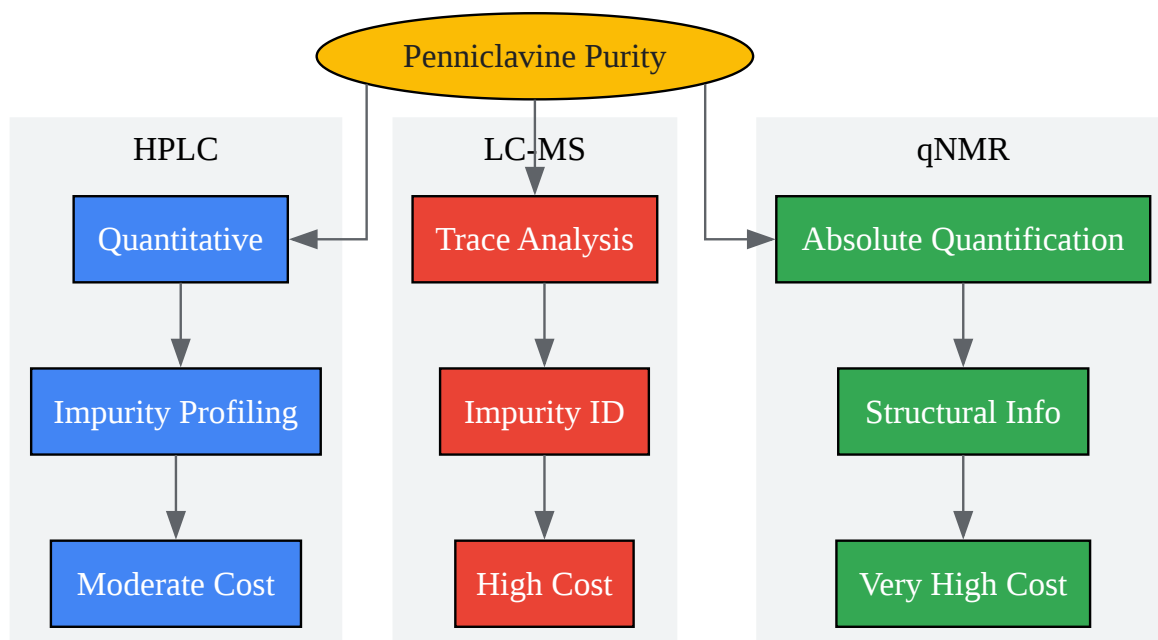 Penniclavine Purity
HPLC
LC-MS
qNMR
Quantitative
Trace Analysis
Absolute Quantification
Impurity Profiling
Impurity ID
Structural Info
Moderate Cost
High Cost
Very High Cost